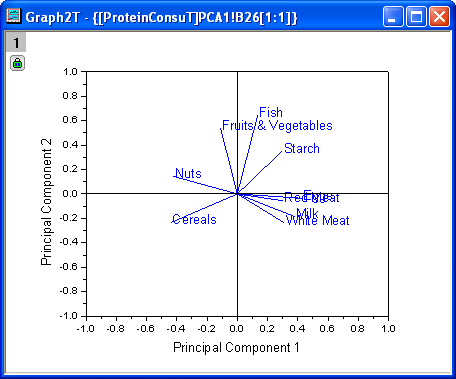 Graph2T - {[ProteinConsuT]PCA1!B26[1:1]}
1
1.0
0.8
Fish
0.6
Fruits & Vegetables
0.4
Starch
0.2
Nuts
0.0
Red Meat
Milk
-0.2
Cereals
White Meat
-0.4
-0.6
-0.8
-1.0
-1.0 -0.8 -0.6 -0.4 -0.2 0.0 0.2 0.4 0.6 0.8 1.0
Principal Component 1
Principal Component 2